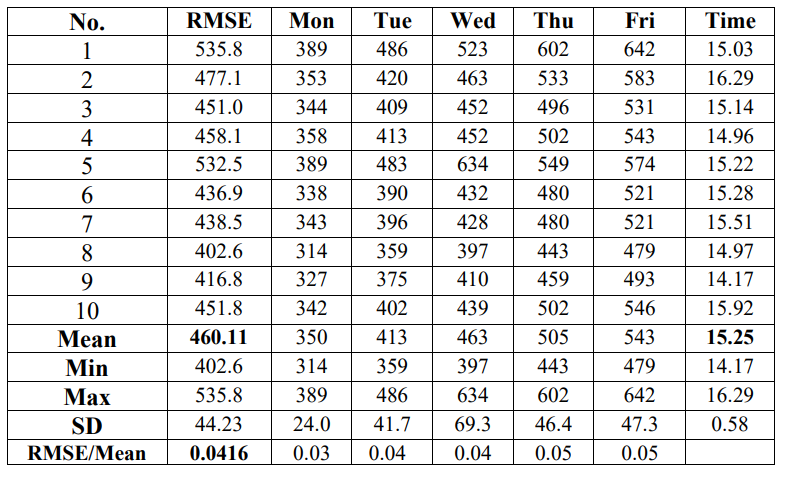 No. RMSE Mon Tue Wed Thu Fri Time
1 535.8 389 486 523 602 642 15.03
2 477.1 353 420 463 533 583 16.29
3 451.0 344 409 452 496 531 15.14
4 458.1 358 413 452 502 543 14.96
5 532.5 389 483 634 549 574 15.22
6 436.9 338 390 432 480 521 15.28
7 438.5 343 396 428 480 521 15.51
8 402.6 314 359 397 443 479 14.97
9 416.8 327 375 410 459 493 14.17
10 451.8 342 402 439 502 546 15.92
Mean 460.11 350 413 463 505 543 15.25
Min 402.6 314 359 397 443 479 14.17
Max 535.8 389 486 634 602 642 16.29
SD 44.23 24.0 41.7 69.3 46.4 47.3 0.58
RMSE/Mean 0.0416 0.03 0.04 0.04 0.05 0.05